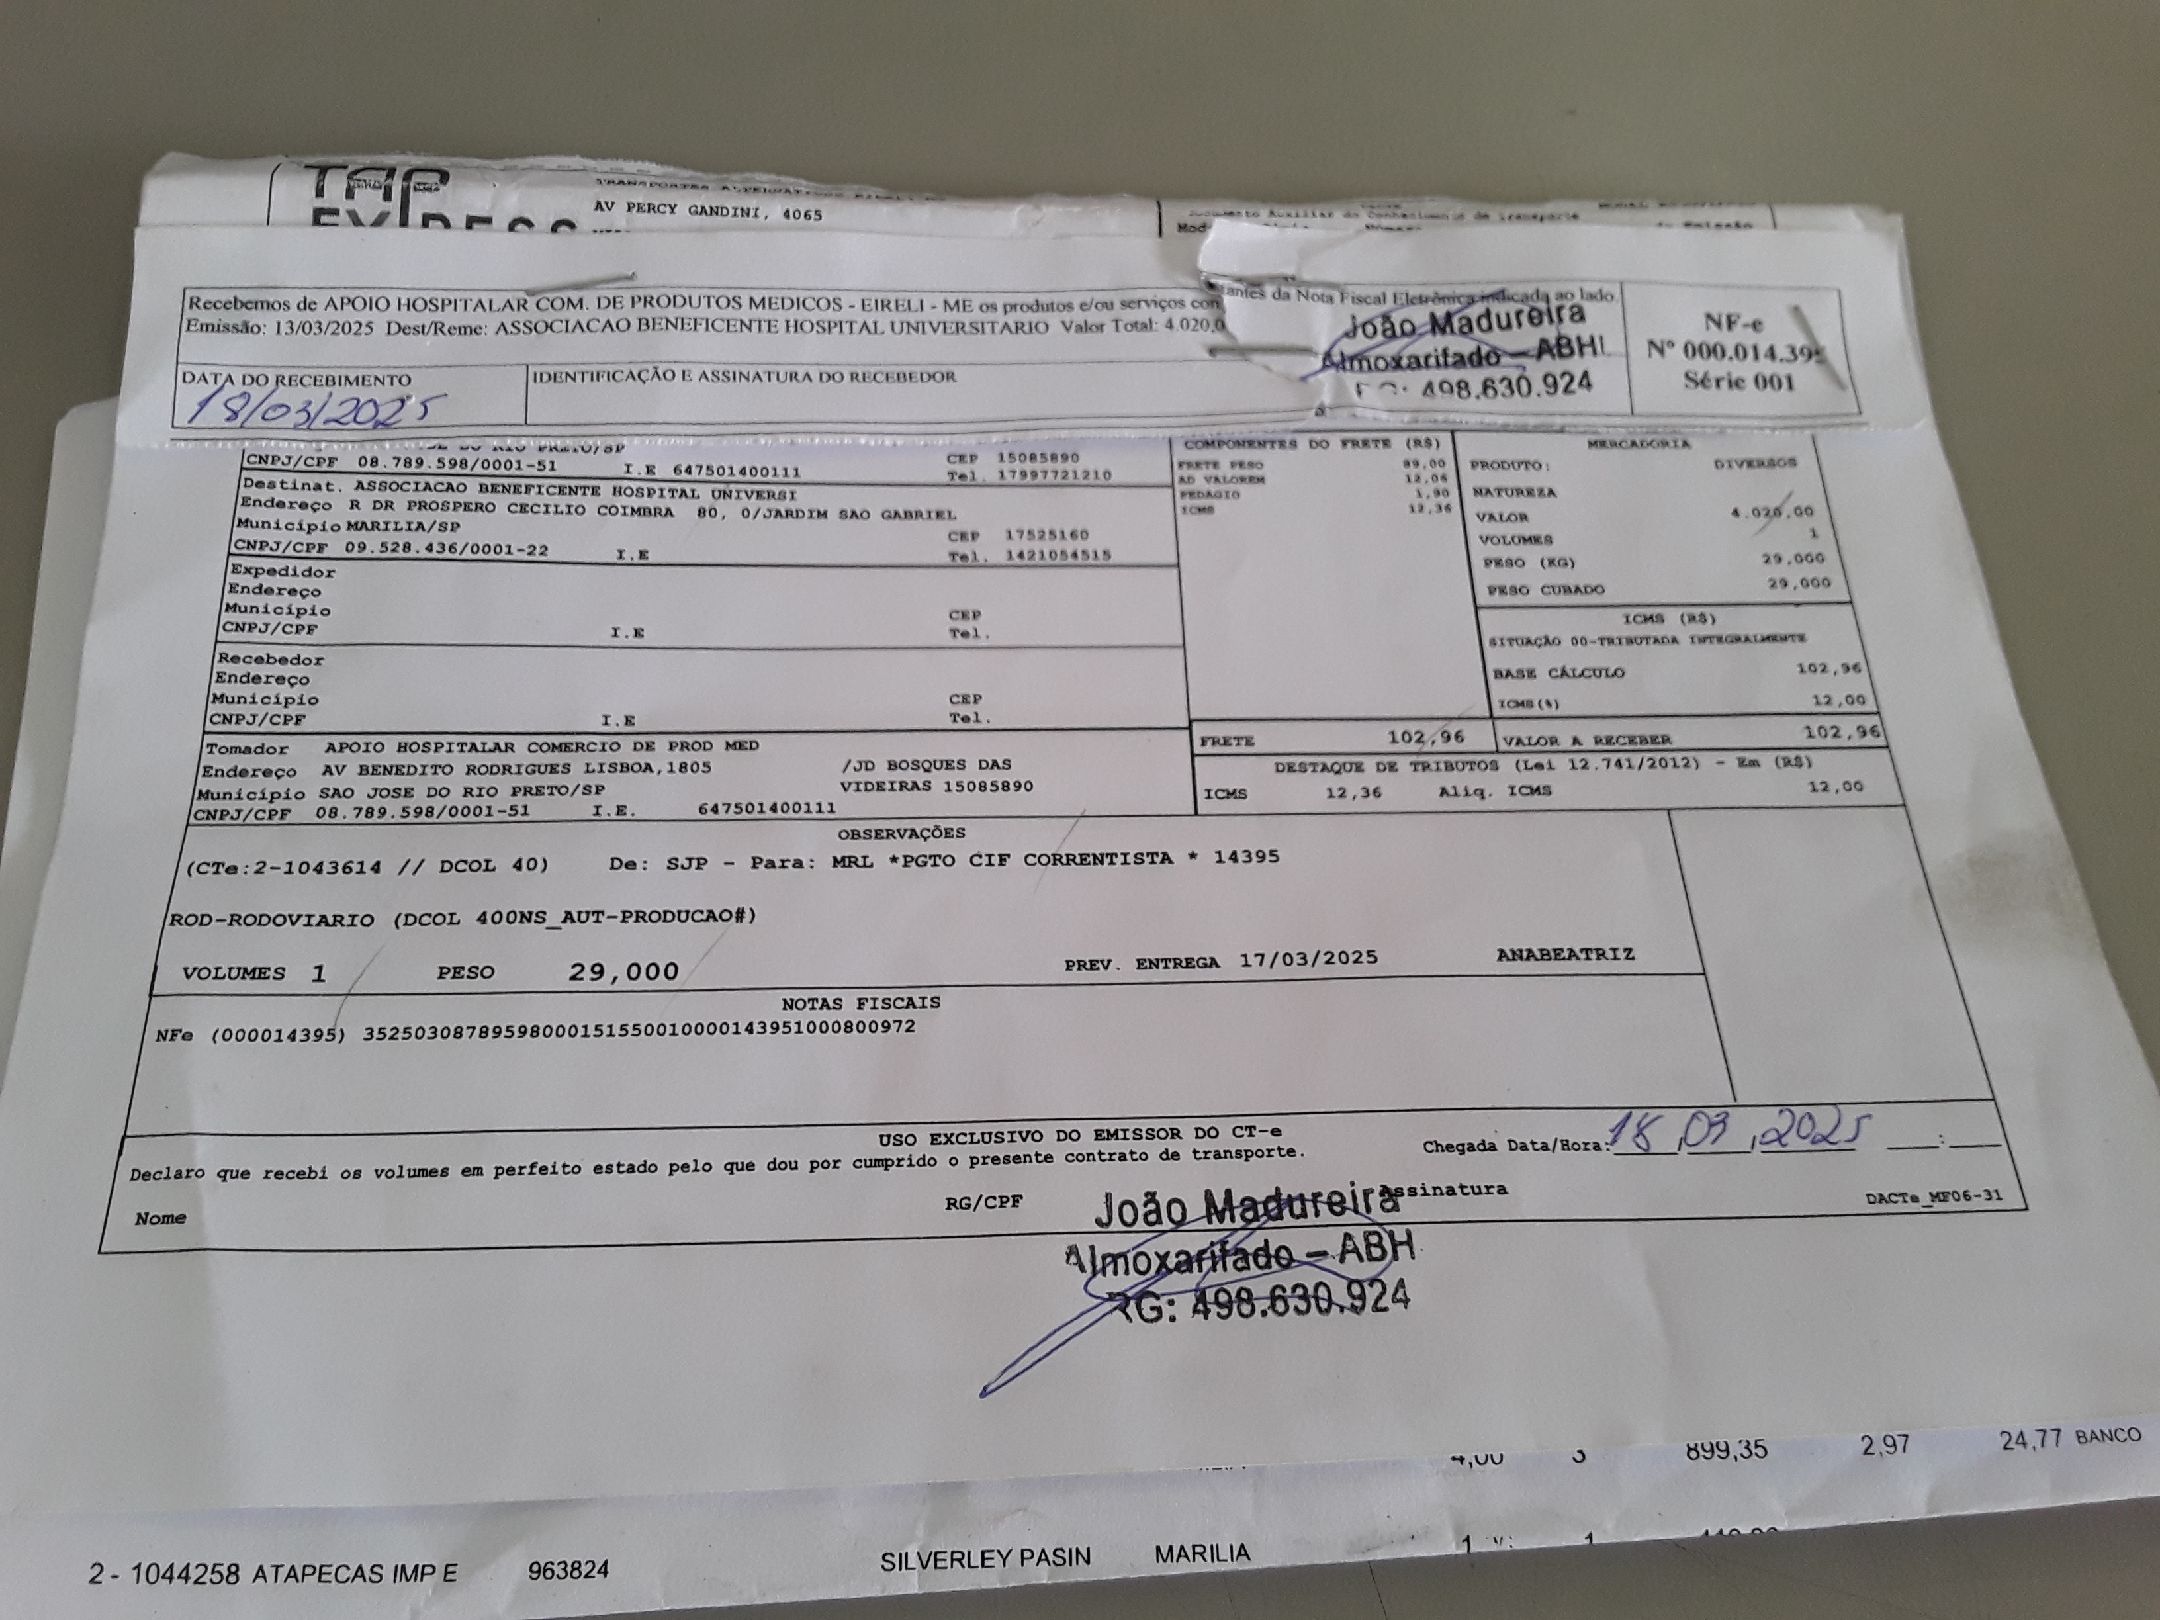 TAP
EXPRESS
AV PERCY GANDINI, 4065
Documento Auxiliar do Conhecimento de Transporte
Recebemos de APOIO HOSPITALAR COM. DE PRODUTOS MEDICOS - EIRELI - ME os produtos e/ou serviços con
tantes da Nota Fiscal Eletrônica indicada ao lado.
Emissão: 13/03/2025 Dest/Reme: ASSOCIACAO BENEFICENTE HOSPITAL UNIVERSITARIO Valor Total: 4.020,0
João Madureira
Almoxarifado - ABH
498.630.924
NF-e
Nº 000.014.395
Série 001
DATA DO RECEBIMENTO
18/03/2025
IDENTIFICAÇÃO E ASSINATURA DO RECEBEDOR
CNPJ/CPF 08.789.598/0001-51 I.E 647501400111
CEP 15085890
Tel. 17997721210
Destinat. ASSOCIACAO BENEFICENTE HOSPITAL UNIVERSI
Endereço R DR PROSPERO CECILIO COIMBRA 80, 0/JARDIM SAO GABRIEL
Município MARILIA/SP CEP 17525160
CNPJ/CPF 09.528.436/0001-22 I.E Tel. 1421054515
Expedidor
Endereço
Município CEP
CNPJ/CPF I.E Tel.
Recebedor
Endereço
Município CEP
CNPJ/CPF I.E Tel.
Tomador APOIO HOSPITALAR COMERCIO DE PROD MED
Endereço AV BENEDITO RODRIGUES LISBOA,1805 /JD BOSQUES DAS
Município SAO JOSE DO RIO PRETO/SP VIDEIRAS 15085890
CNPJ/CPF 08.789.598/0001-51 I.E. 647501400111
COMPONENTES DO FRETE (R$)
FRETE PESO 89,00
AD VALOREM 12,06
PEDAGIO 1,90
ICMS 12,36
MERCADORIA
PRODUTO: DIVERSOS
NATUREZA
VALOR 4.020,00
VOLUMES 1
PESO (KG) 29,000
PESO CUBADO 29,000
ICMS (R$)
SITUAÇÃO 00-TRIBUTADA INTEGRALMENTE
BASE CÁLCULO 102,96
ICMS(%) 12,00
FRETE 102,96 VALOR A RECEBER 102,96
DESTAQUE DE TRIBUTOS (Lei 12.741/2012) - Em (R$)
ICMS 12,36 Aliq. ICMS 12,00
OBSERVAÇÕES
(CTe:2-1043614 // DCOL 40) De: SJP - Para: MRL *PGTO CIF CORRENTISTA * 14395
ROD-RODOVIARIO (DCOL 400NS_AUT-PRODUCAO#)
VOLUMES 1 PESO 29,000 PREV. ENTREGA 17/03/2025 ANABEATRIZ
NOTAS FISCAIS
NFe (000014395) 35250308789598000151550010000143951000800972
USO EXCLUSIVO DO EMISSOR DO CT-e
Declaro que recebi os volumes em perfeito estado pelo que dou por cumprido o presente contrato de transporte.
Chegada Data/Hora: 18,03,2025 :
Nome RG/CPF Assinatura DACTe_MF06-31
João Madureira
Almoxarifado - ABH
RG: 498.630.924
4,00 3 899,35 2,97 24,77 BANCO
2 - 1044258 ATAPECAS IMP E 963824 SILVERLEY PASIN MARILIA